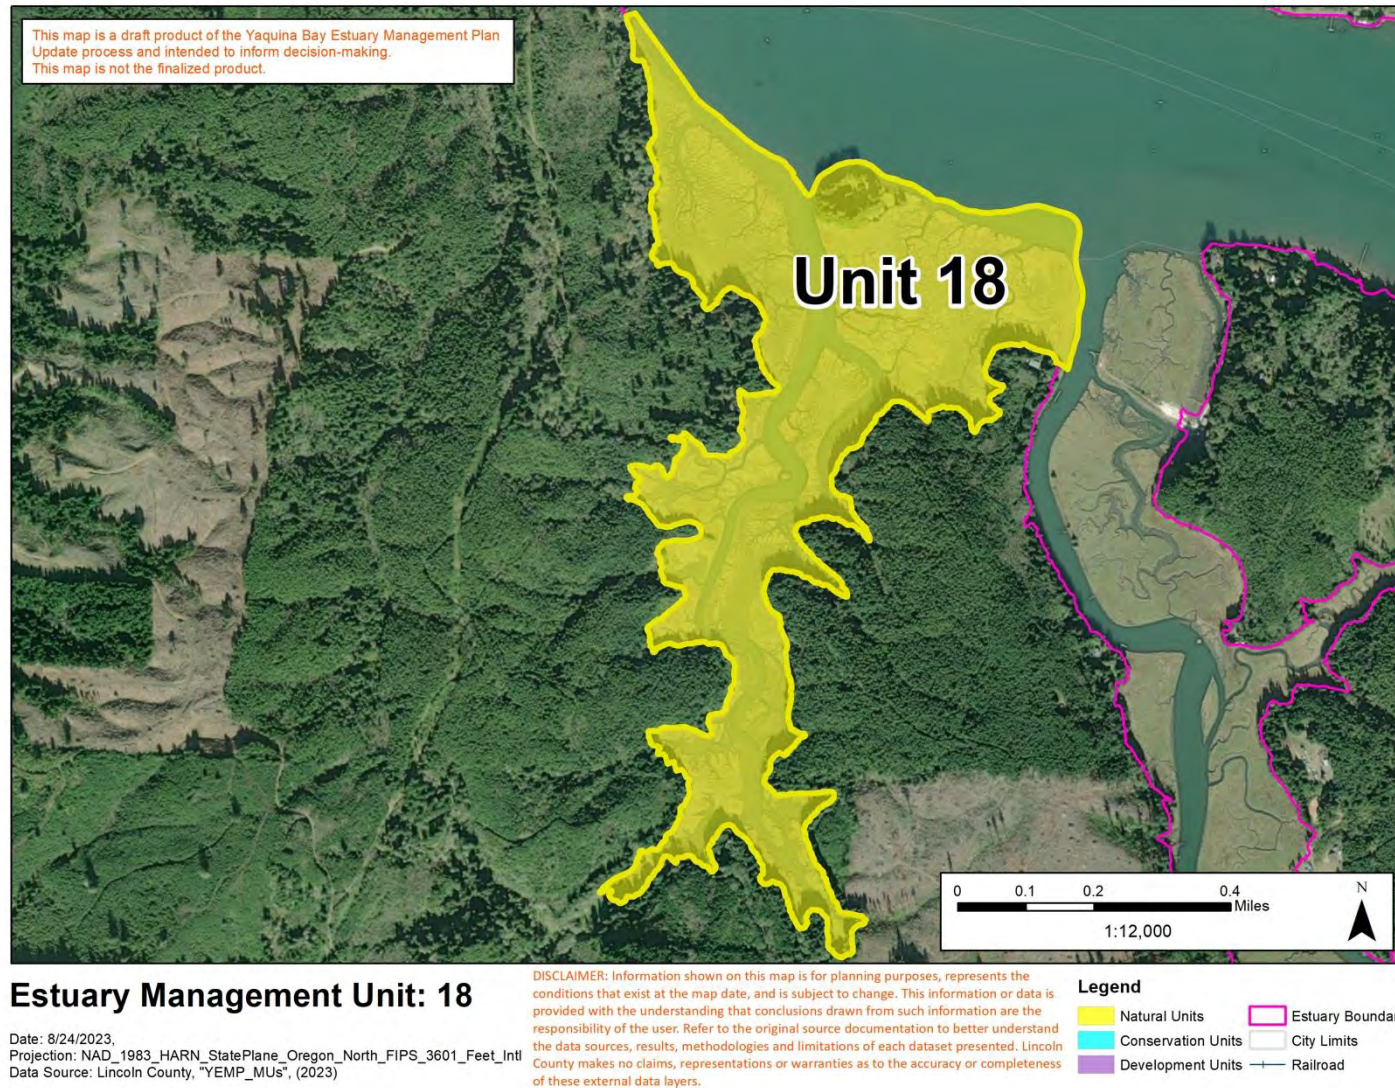 This map is a draft product of the Yaquina Bay Estuary Management Plan
Update process and intended to inform decision-making.
This map is not the finalized product.
Unit 18
0 0.1 0.2 0.4
Miles
1:12,000
N
Estuary Management Unit: 18
Date: 8/24/2023,
Projection: NAD_1983_HARN_StatePlane_Oregon_North_FIPS_3601_Feet_Intl
Data Source: Lincoln County, "YEMP_MUs", (2023)
DISCLAIMER: Information shown on this map is for planning purposes, represents the
conditions that exist at the map date, and is subject to change. This information or data is
provided with the understanding that conclusions drawn from such information are the
responsibility of the user. Refer to the original source documentation to better understand
the data sources, results, methodologies and limitations of each dataset presented. Lincoln
County makes no claims, representations or warranties as to the accuracy or completeness
of these external data layers.
Legend
Natural Units
Conservation Units
Development Units
Estuary Boundar
City Limits
Railroad